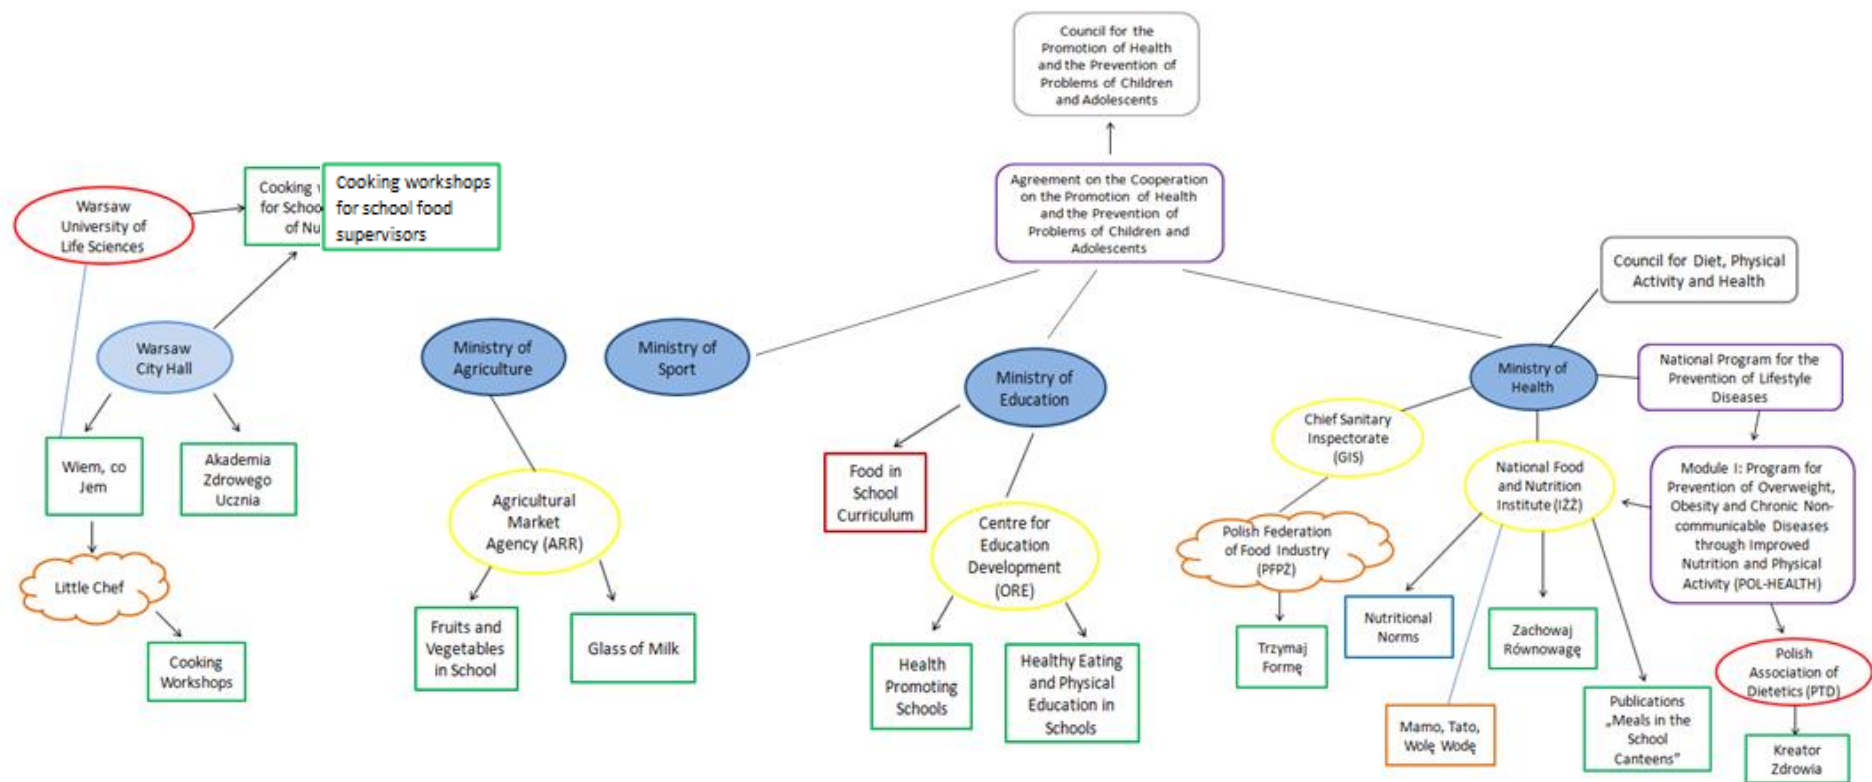 Council for the
Promotion of Health
and the Prevention of
Problems of Children
and Adolescents
Agreement on the Cooperation
on the Promotion of Health
and the Prevention of
Problems of Children and
Adolescents
Council for Diet, Physical
Activity and Health
Warsaw
University of
Life Sciences
Cooking
for School
of
Cooking workshops
for school food
supervisors
Warsaw
City Hall
Ministry of
Agriculture
Ministry of
Sport
Ministry of
Education
Ministry of
Health
National Program for the
Prevention of Lifestyle
Diseases
Wiem, co
Jem
Akademia
Zdrowego
Ucznia
Little Chef
Cooking
Workshops
Agricultural
Market
Agency (ARR)
Fruits and
Vegetables
in School
Glass of Milk
Food in
School
Curriculum
Centre for
Education
Development
(ORE)
Health
Promoting
Schools
Healthy Eating
and Physical
Education in
Schools
Chief Sanitary
Inspectorate
(GIS)
Polish Federation
of Food Industry
(PFPŻ)
Trzymaj
Formę
National Food
and Nutrition
Institute (IŻŻ)
Nutritional
Norms
Mamo, Tato,
Wolę Wodę
Zachowaj
Równowagę
Publications
„Meals in the
School
Canteens”
Module I: Program for
Prevention of Overweight,
Obesity and Chronic Non-
communicable Diseases
through Improved
Nutrition and Physical
Activity (POL-HEALTH)
Polish
Association of
Dietetics (PTD)
Kreator
Zdrowia